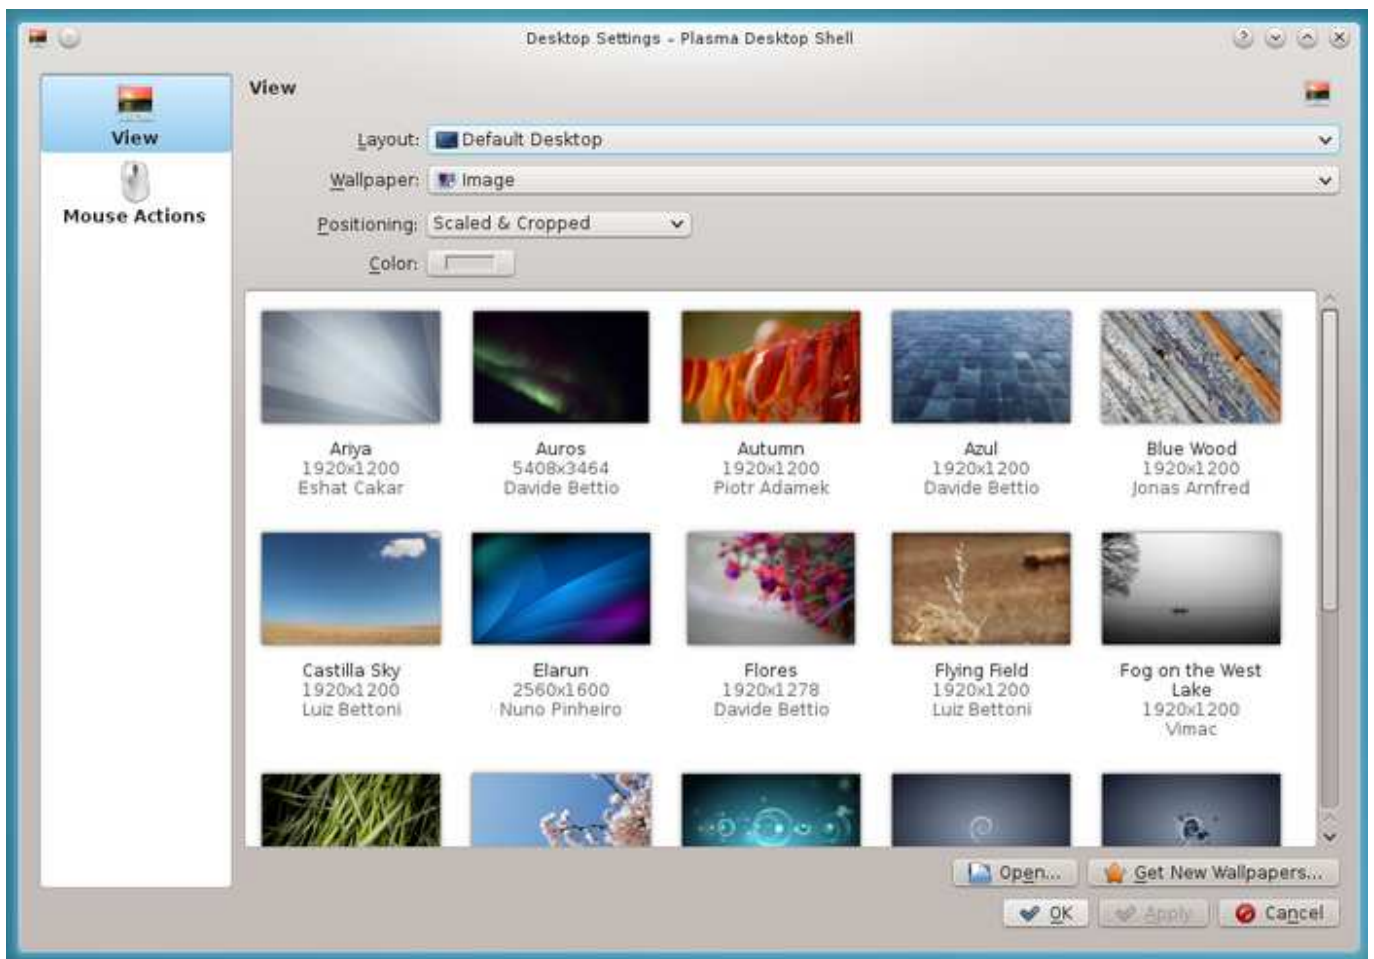 Desktop Settings – Plasma Desktop Shell
View
View
Layout: Default Desktop
Wallpaper: Image
Mouse Actions
Positioning: Scaled & Cropped
Color:
Ariya
1920x1200
Eshat Cakar
Auros
5408x3464
Davide Bettio
Autumn
1920x1200
Piotr Adamek
Azul
1920x1200
Davide Bettio
Blue Wood
1920x1200
Jonas Arnfred
Castilla Sky
1920x1200
Luiz Bettoni
Elarun
2560x1600
Nuno Pinheiro
Flores
1920x1278
Davide Bettio
Flying Field
1920x1200
Luiz Bettoni
Fog on the West
Lake
1920x1200
Vimac
Open...
Get New Wallpapers...
OK
Apply
Cancel